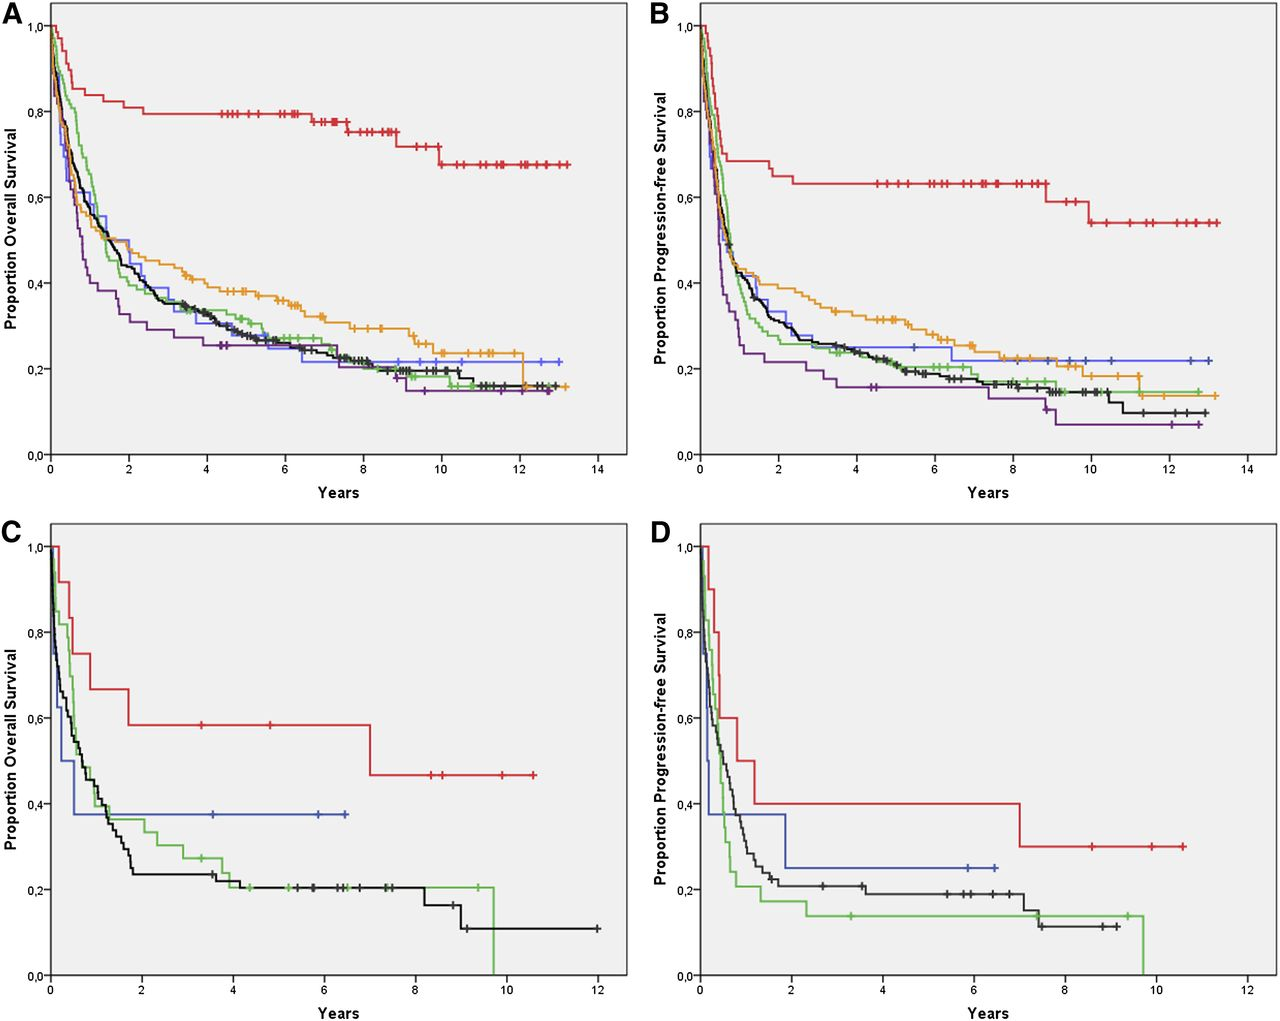 A
Proportion Overall Survival
1,0
0,8
0,6
0,4
0,2
0,0
0 2 4 6 8 10 12 14
Years
B
Proportion Progression-free Survival
1,0
0,8
0,6
0,4
0,2
0,0
0 2 4 6 8 10 12 14
Years
C
Proportion Overall Survival
1,0
0,8
0,6
0,4
0,2
0,0
0 2 4 6 8 10 12
Years
D
Proportion Progression-free Survival
1,0
0,8
0,6
0,4
0,2
0,0
0 2 4 6 8 10 12
Years